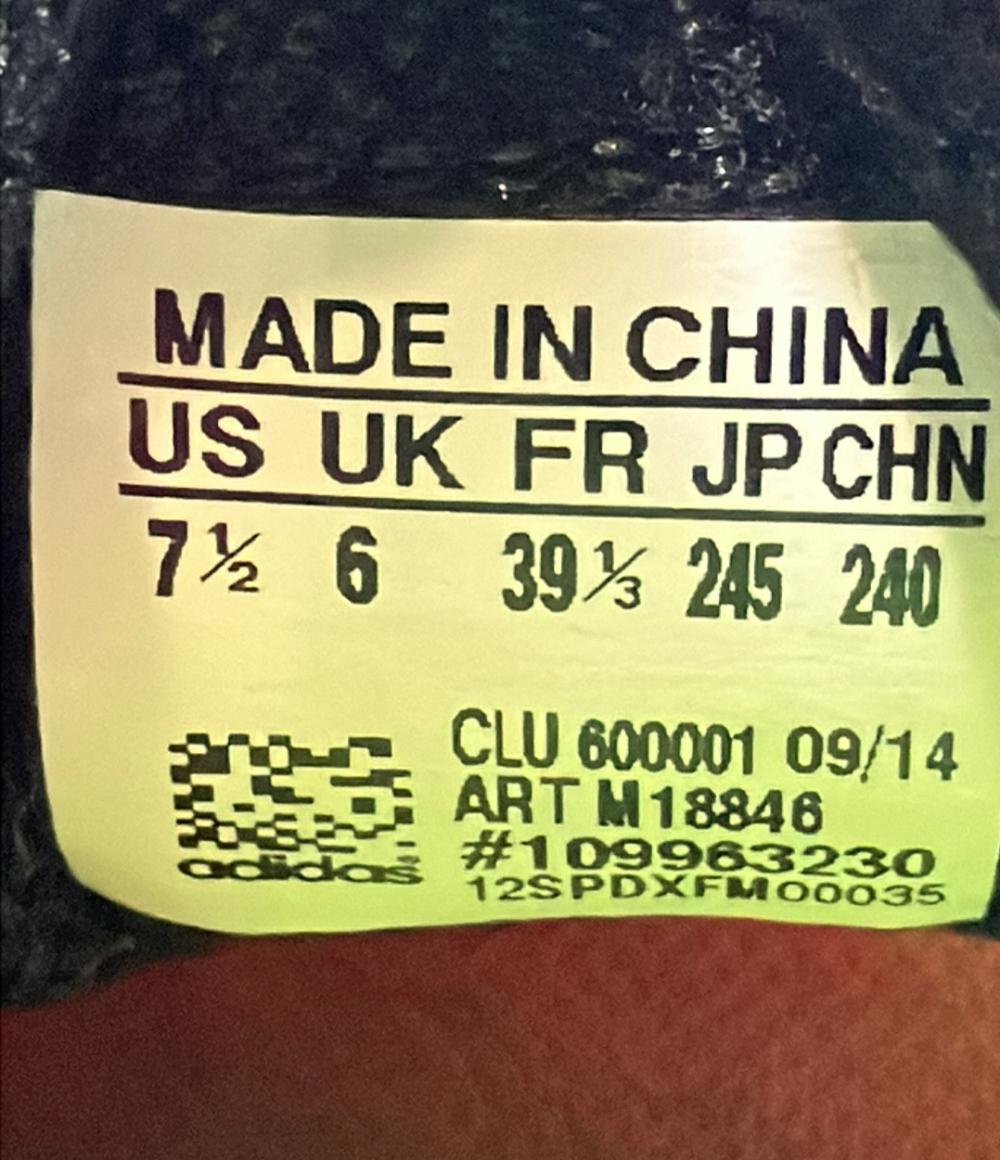 MADE IN CHINA
US UK FR JP CHN
7½ 6 39⅓ 245 240
CLU 600001 09/14
ART M18846
#109963230
adidas
12SPDXFM00035